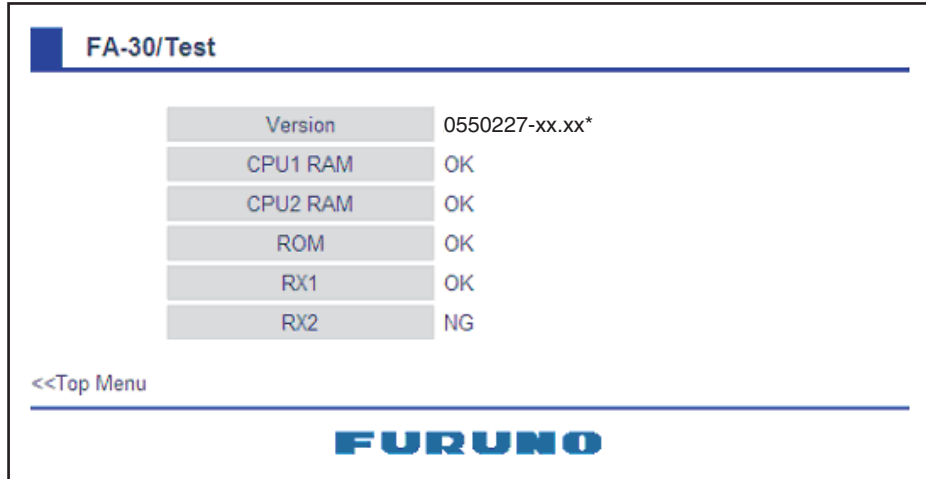 FA-30/Test
Version 0550227-xx.xx*
CPU1 RAM OK
CPU2 RAM OK
ROM OK
RX1 OK
RX2 NG
<<Top Menu
FURUNO